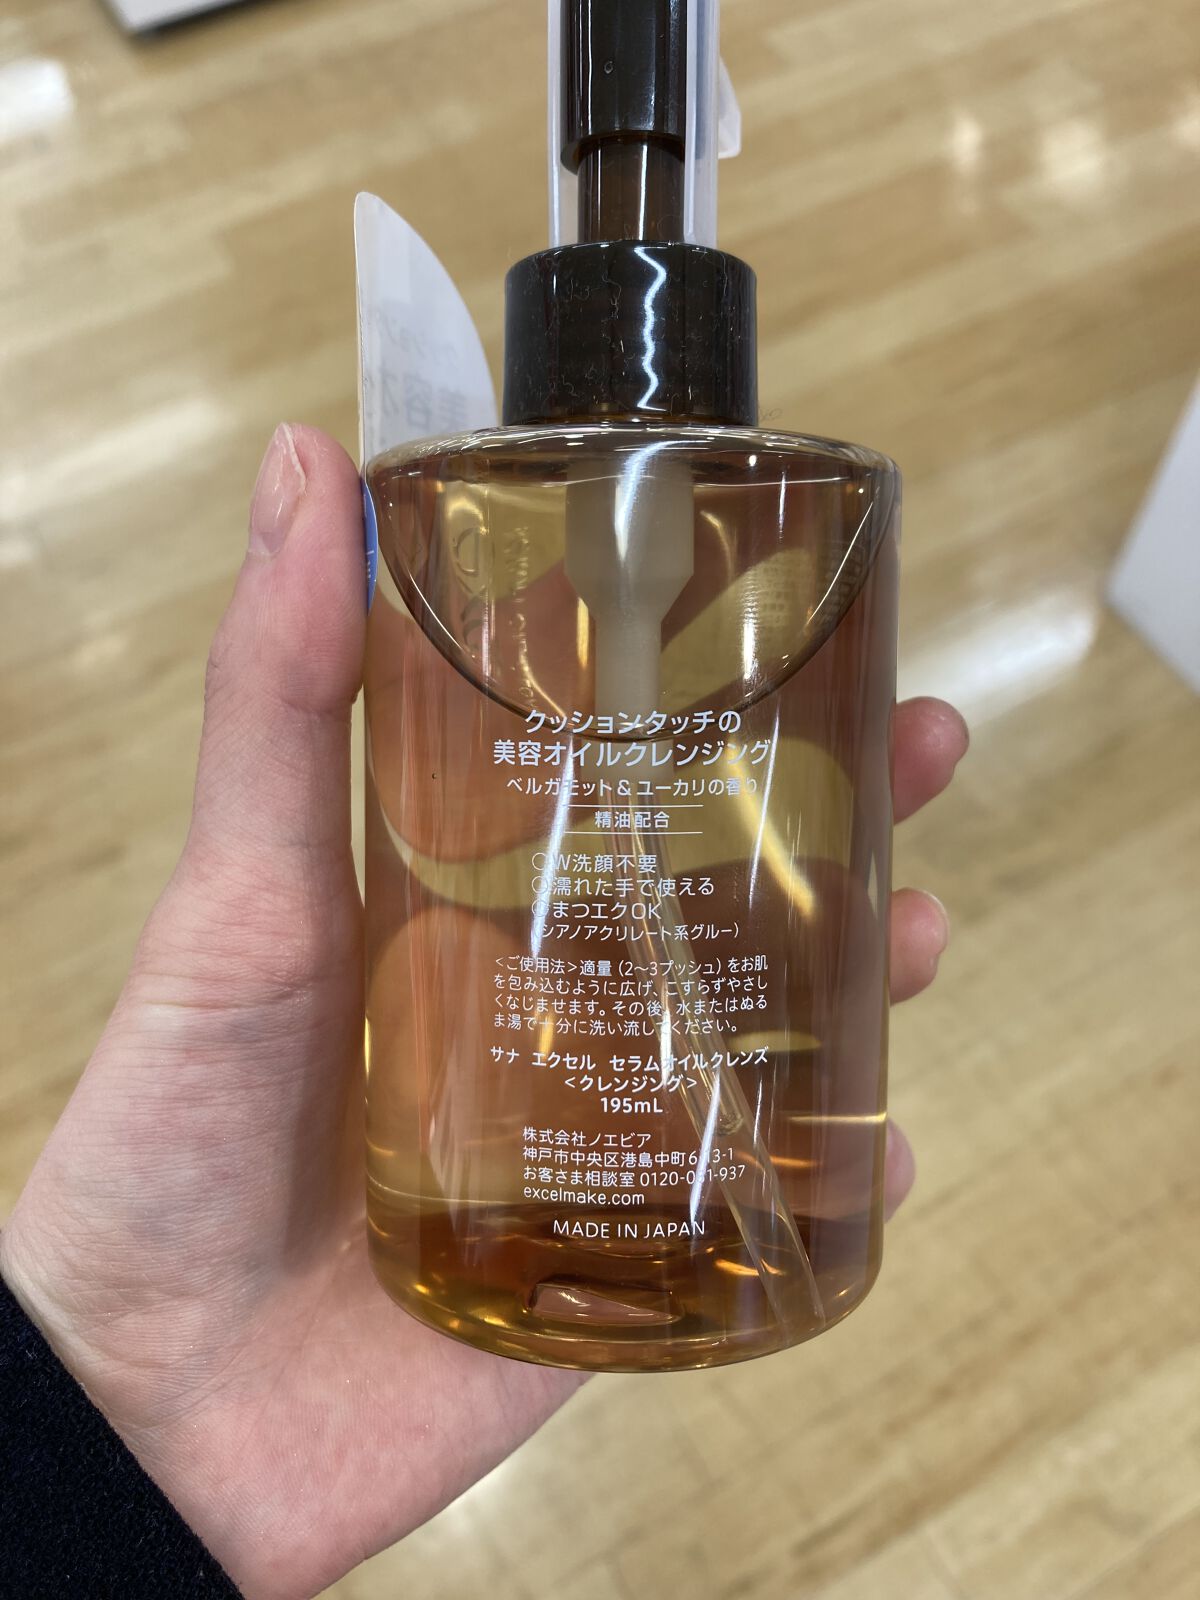 クッションタッチの
美容オイルクレンジング
ベルガモット&ユーカリの香り
精油配合
○W洗顔不要
○濡れた手で使える
○まつエクOK
(シアノアクリレート系グルー)
<ご使用法>適量(2〜3プッシュ)をお肌
を包み込むように広げ、こすらずやさし
くなじませます。その後、水またはぬる
ま湯で十分に洗い流してください。
サナ エクセル セラムオイルクレンズ
<クレンジング>
195mL
株式会社ノエビア
神戸市中央区港島中町6-13-1
お客さま相談室 0120-081-937
excelmake.com
MADE IN JAPAN